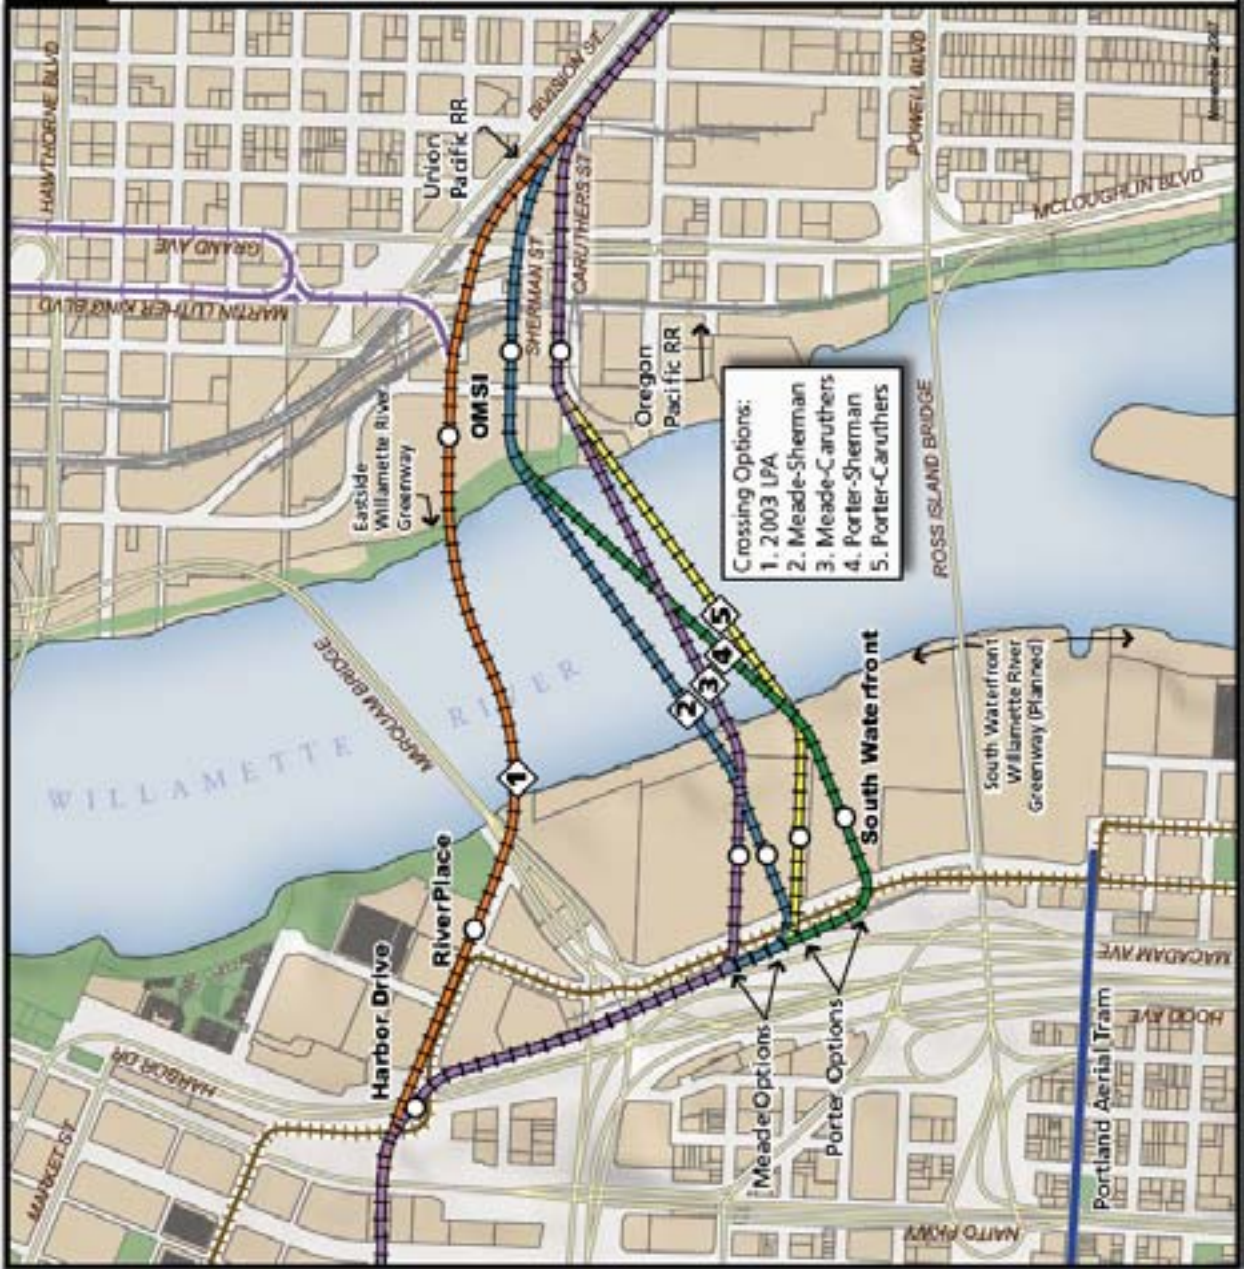 HAWTHORNE BLVD
GRAND AVE
MARTIN LUTHER KING BLVD
DIVISION ST
Union
Pacific RR
SHERMAN ST
CARUTHERS ST
POWELL BLVD
MCLOUGHLIN BLVD
November 2007
OMSI
Eastside
Willamette River
Greenway
Oregon
Pacific RR
Crossing Options:
1. 2003 LPA
2. Meade-Sherman
3. Meade-Caruthers
4. Porter-Sherman
5. Porter-Caruthers
ROSS ISLAND BRIDGE
MARQUAM BRIDGE
WILLAMETTE RIVER
1
2
3
4
5
RiverPlace
South Waterfront
South Waterfront
Willamette River
Greenway (Planned)
Harbor Drive
HARBOR DR
MARKET ST
Meade Options
Porter Options
Portland Aerial Tram
MACADAM AVE
HOOD AVE
NAITO PKWY